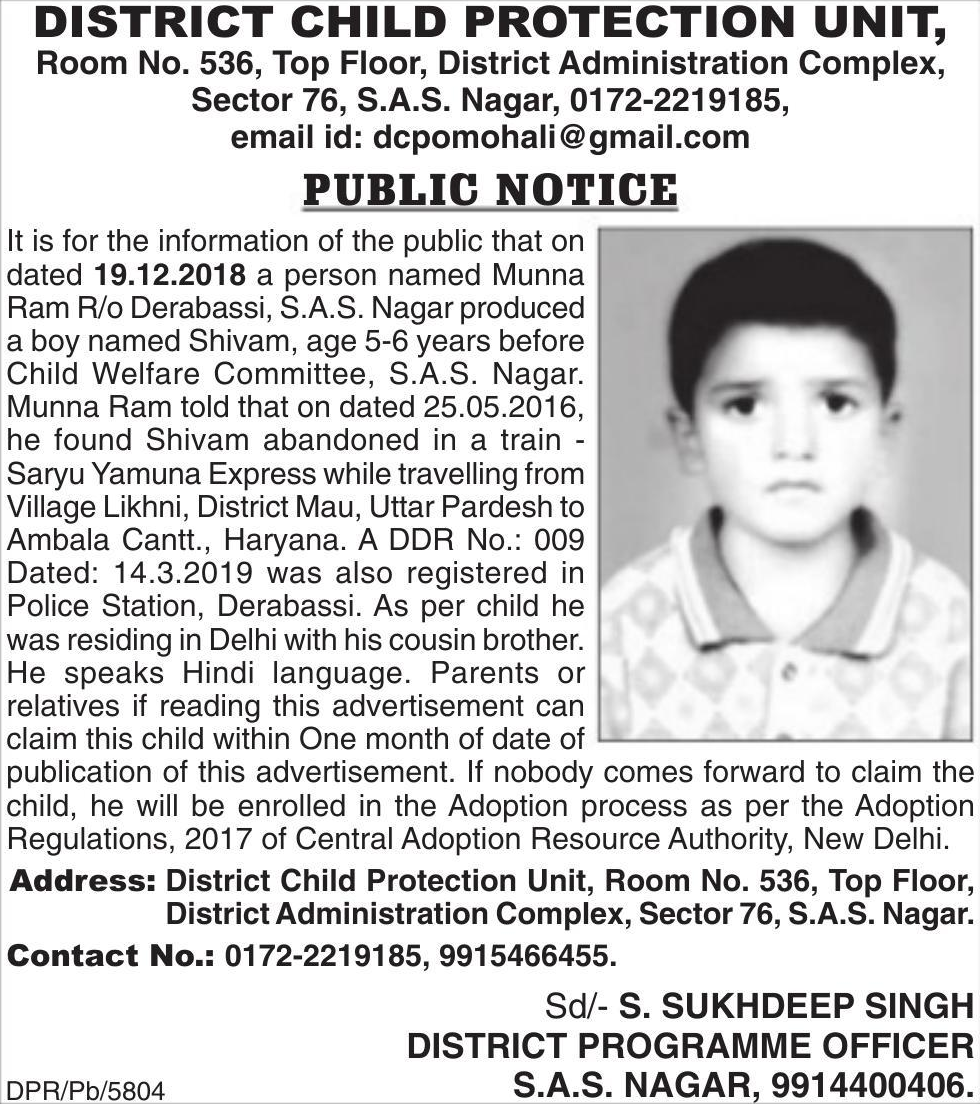 DISTRICT CHILD PROTECTION UNIT,
Room No. 536, Top Floor, District Administration Complex,
Sector 76, S.A.S. Nagar, 0172-2219185,
email id: dcpomohali@gmail.com
PUBLIC NOTICE
It is for the information of the public that on
dated 19.12.2018 a person named Munna
Ram R/o Derabassi, S.A.S. Nagar produced
a boy named Shivam, age 5-6 years before
Child Welfare Committee, S.A.S. Nagar.
Munna Ram told that on dated 25.05.2016,
he found Shivam abandoned in a train -
Saryu Yamuna Express while travelling from
Village Likhni, District Mau, Uttar Pardesh to
Ambala Cantt., Haryana. A DDR No.: 009
Dated: 14.3.2019 was also registered in
Police Station, Derabassi. As per child he
was residing in Delhi with his cousin brother.
He speaks Hindi language. Parents or
relatives if reading this advertisement can
claim this child within One month of date of
publication of this advertisement. If nobody comes forward to claim the
child, he will be enrolled in the Adoption process as per the Adoption
Regulations, 2017 of Central Adoption Resource Authority, New Delhi.
Address: District Child Protection Unit, Room No. 536, Top Floor,
District Administration Complex, Sector 76, S.A.S. Nagar.
Contact No.: 0172-2219185, 9915466455.
Sd/- S. SUKHDEEP SINGH
DISTRICT PROGRAMME OFFICER
DPR/Pb/5804 S.A.S. NAGAR, 9914400406.